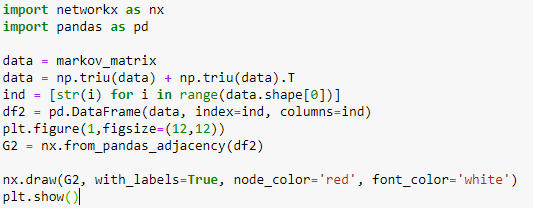 import networkx as nx
import pandas as pd
data = markov_matrix
data = np.triu(data) + np.triu(data).T
ind = [str(i) for i in range(data.shape[0])]
df2 = pd.DataFrame(data, index=ind, columns=ind)
plt.figure(1,figsize=(12,12))
G2 = nx.from_pandas_adjacency(df2)
nx.draw(G2, with_labels=True, node_color='red', font_color='white')
plt.show()